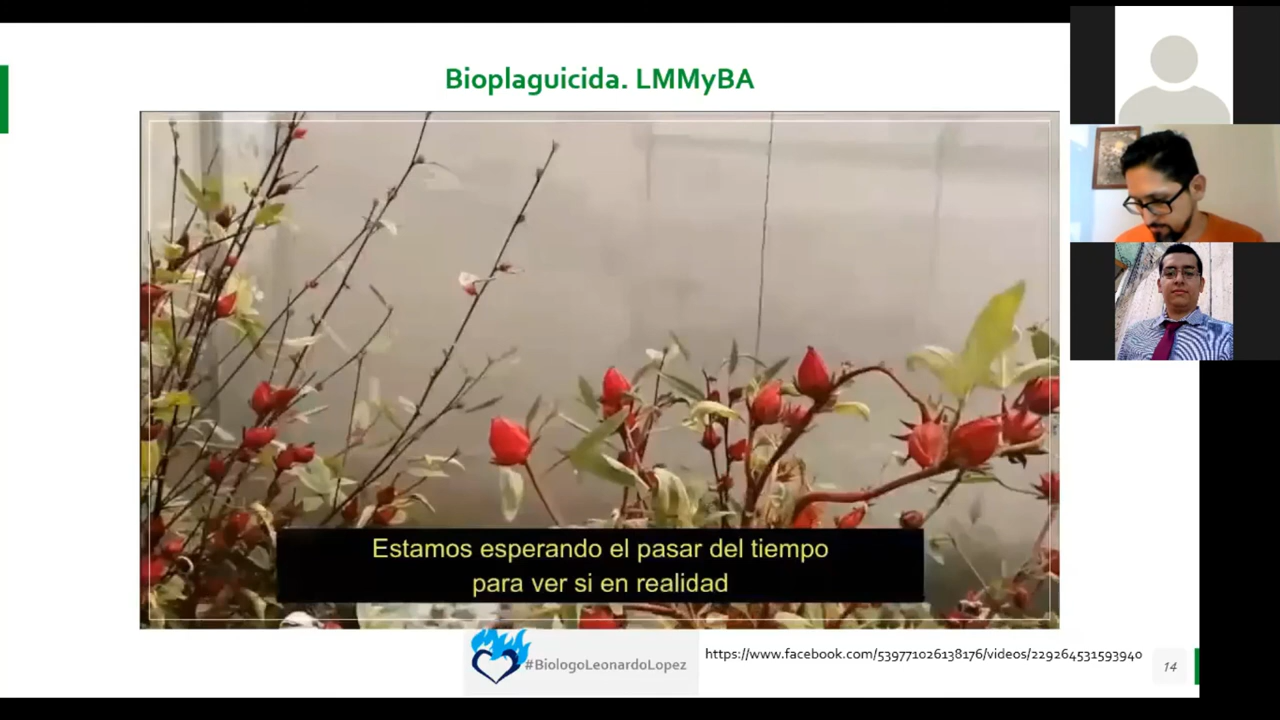 Bioplaguicida. LMMyBA
Estamos esperando el pasar del tiempo
para ver si en realidad
#BiologoLeonardoLopez
https://www.facebook.com/539771026138176/videos/229264531593940
14